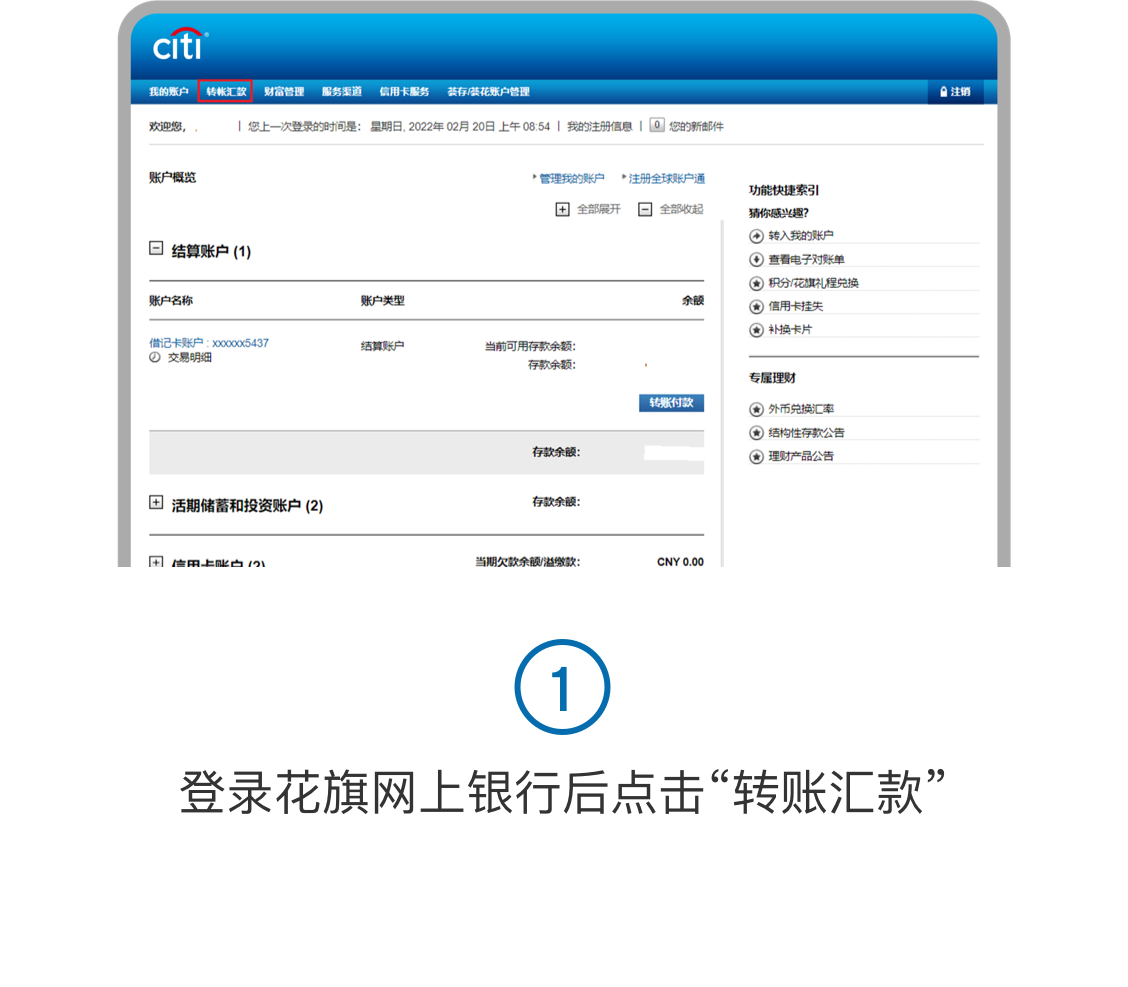 citi
我的账户 转帐汇款 财富管理 服务渠道 信用卡服务 荟存/荟花账户管理 注销
欢迎您, . | 您上一次登录的时间是: 星期日, 2022年 02月 20日 上午 08:54 | 我的注册信息 | 0 您的新邮件
账户概览 管理我的账户 注册全球账户通
全部展开 全部收起
结算账户 (1)
账户名称 账户类型 余额
借记卡账户 : xxxxxx5437 结算账户 当前可用存款余额:
交易明细 存款余额:
转账付款
存款余额:
活期储蓄和投资账户 (2) 存款余额:
信用卡账户 (2) 当期欠款余额/溢缴款: CNY 0.00
功能快捷索引
猜你感兴趣?
转入我的账户
查看电子对账单
积分/花旗礼程兑换
信用卡挂失
补换卡片
专属理财
外币兑换汇率
结构性存款公告
理财产品公告
1
登录花旗网上银行后点击“转账汇款”